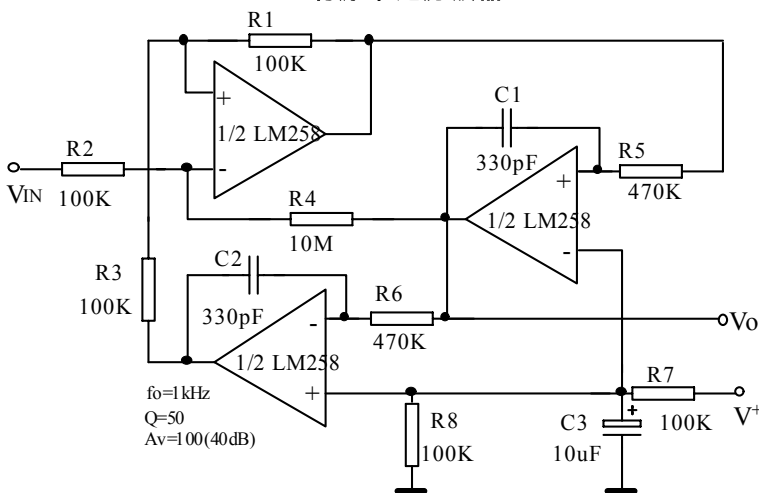 R1
100K
+
1/2 LM258
-
R2
VIN
100K
C1
330pF
R5
470K
+
1/2 LM258
-
R4
10M
R3
100K
C2
330pF
R6
470K
-
1/2 LM258
+
Vo
fo=1kHz
Q=50
Av=100(40dB)
R8
100K
R7
100K
V+
+
C3
10uF